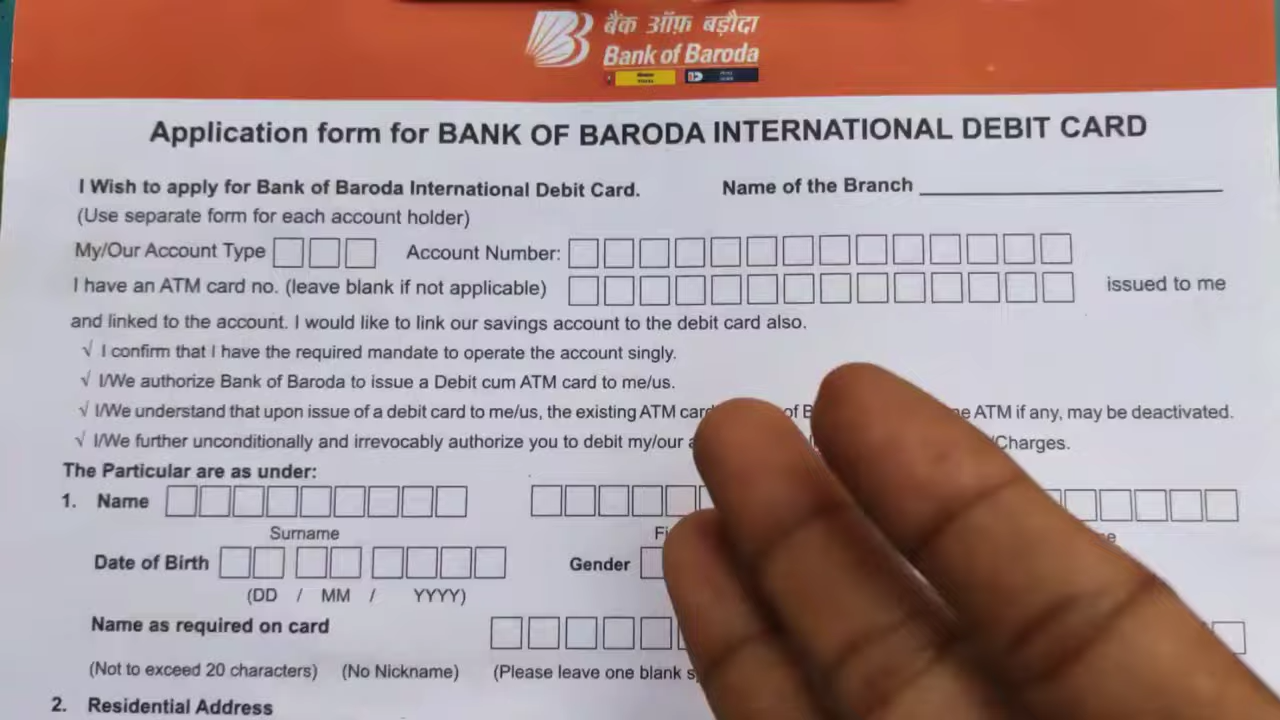 बैंक ऑफ़ बड़ौदा
Bank of Baroda
Application form for BANK OF BARODA INTERNATIONAL DEBIT CARD
I Wish to apply for Bank of Baroda International Debit Card. Name of the Branch
(Use separate form for each account holder)
My/Our Account Type Account Number:
I have an ATM card no. (leave blank if not applicable) issued to me
and linked to the account. I would like to link our savings account to the debit card also.
√ I confirm that I have the required mandate to operate the account singly.
√ I/We authorize Bank of Baroda to issue a Debit cum ATM card to me/us.
√ I/We understand that upon issue of a debit card to me/us, the existing ATM card of ATM if any, may be deactivated.
√ I/We further unconditionally and irrevocably authorize you to debit my/our /Charges.
The Particular are as under:
1. Name
Surname
Date of Birth Gender
(DD / MM / YYYY)
Name as required on card
(Not to exceed 20 characters) (No Nickname) (Please leave one blank
2. Residential Address